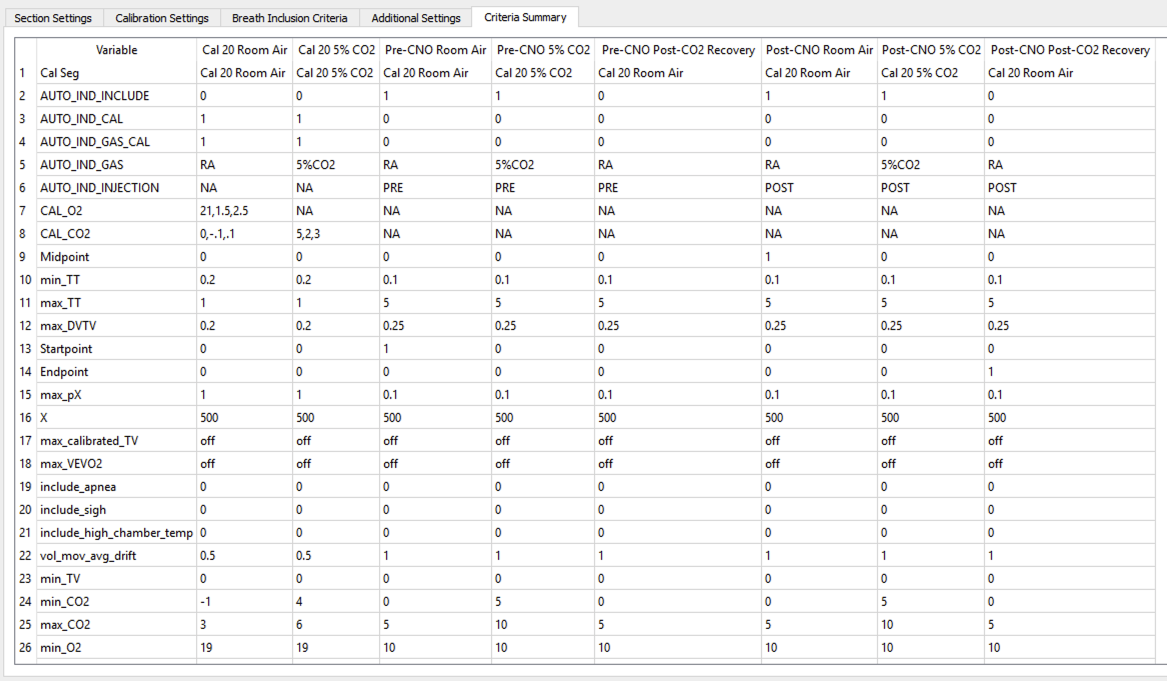 Section Settings Calibration Settings Breath Inclusion Criteria Additional Settings Criteria Summary
Variable Cal 20 Room Air Cal 20 5% CO2 Pre-CNO Room Air Pre-CNO 5% CO2 Pre-CNO Post-CO2 Recovery Post-CNO Room Air Post-CNO 5% CO2 Post-CNO Post-CO2 Recovery
1 Cal Seg Cal 20 Room Air Cal 20 5% CO2 Cal 20 Room Air Cal 20 5% CO2 Cal 20 Room Air Cal 20 Room Air Cal 20 5% CO2 Cal 20 Room Air
2 AUTO_IND_INCLUDE 0 0 1 1 0 1 1 0
3 AUTO_IND_CAL 1 1 0 0 0 0 0 0
4 AUTO_IND_GAS_CAL 1 1 0 0 0 0 0 0
5 AUTO_IND_GAS RA 5%CO2 RA 5%CO2 RA RA 5%CO2 RA
6 AUTO_IND_INJECTION NA NA PRE PRE PRE POST POST POST
7 CAL_O2 21,1.5,2.5 NA NA NA NA NA NA NA
8 CAL_CO2 0,-.1,.1 5,2,3 NA NA NA NA NA NA
9 Midpoint 0 0 0 0 0 1 0 0
10 min_TT 0.2 0.2 0.1 0.1 0.1 0.1 0.1 0.1
11 max_TT 1 1 5 5 5 5 5 5
12 max_DVTV 0.2 0.2 0.25 0.25 0.25 0.25 0.25 0.25
13 Startpoint 0 0 1 0 0 0 0 0
14 Endpoint 0 0 0 0 0 0 0 1
15 max_pX 1 1 0.1 0.1 0.1 0.1 0.1 0.1
16 X 500 500 500 500 500 500 500 500
17 max_calibrated_TV off off off off off off off off
18 max_VEVO2 off off off off off off off off
19 include_apnea 0 0 0 0 0 0 0 0
20 include_sigh 0 0 0 0 0 0 0 0
21 include_high_chamber_temp 0 0 0 0 0 0 0 0
22 vol_mov_avg_drift 0.5 0.5 1 1 1 1 1 1
23 min_TV 0 0 0 0 0 0 0 0
24 min_CO2 -1 4 0 5 0 0 5 0
25 max_CO2 3 6 5 10 5 5 10 5
26 min_O2 19 19 10 10 10 10 10 10